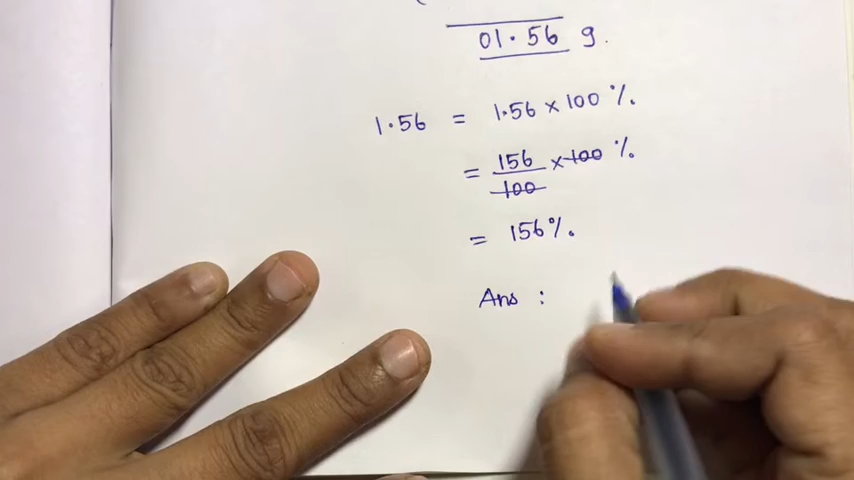 01.56 g.
1.56 = 1.56 × 100 %.
= 156/100 × 100 %.
= 156%.
Ans :